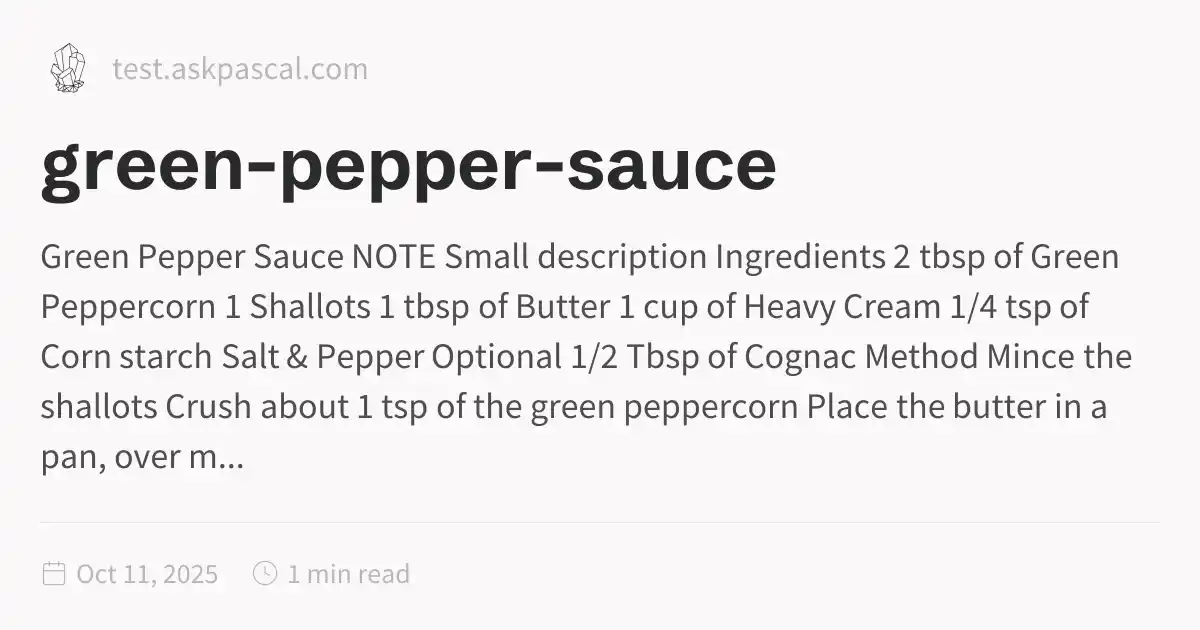 test.askpascal.com
green-pepper-sauce
Green Pepper Sauce NOTE Small description Ingredients 2 tbsp of Green
Peppercorn 1 Shallots 1 tbsp of Butter 1 cup of Heavy Cream 1/4 tsp of
Corn starch Salt & Pepper Optional 1/2 Tbsp of Cognac Method Mince the
shallots Crush about 1 tsp of the green peppercorn Place the butter in a
pan, over m...
Oct 11, 2025 1 min read